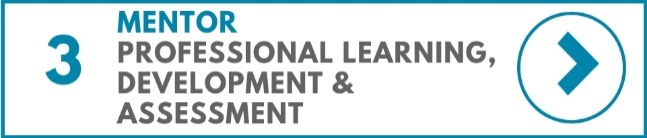 3
MENTOR
PROFESSIONAL LEARNING,
DEVELOPMENT &
ASSESSMENT